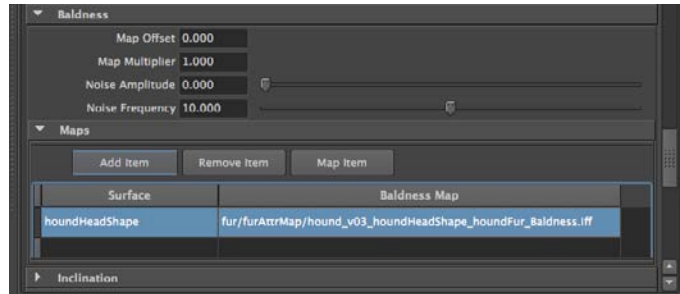 Baldness
Map Offset 0.000
Map Multiplier 1.000
Noise Amplitude 0.000
Noise Frequency 10.000
Maps
Add Item Remove Item Map Item
Surface Baldness Map
houndHeadShape fur/furAttrMap/hound_v03_houndHeadShape_houndFur_Baldness.iff
Inclination